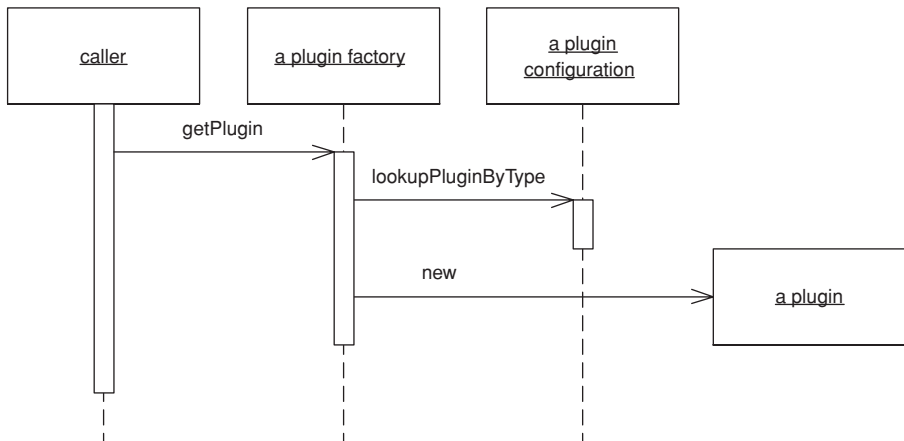 caller
a plugin factory
a plugin
configuration
getPlugin
lookupPluginByType
new
a plugin